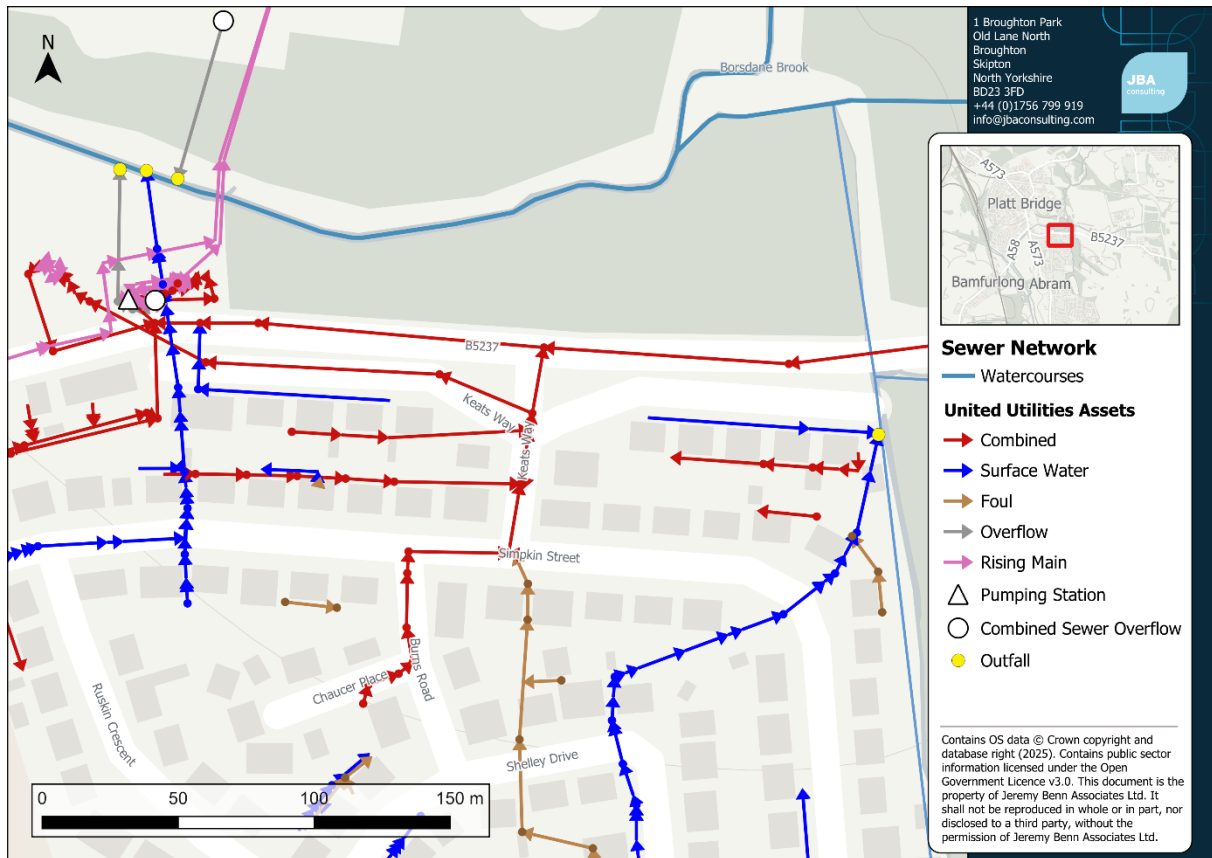 1 Broughton Park
Old Lane North
Broughton
Skipton
North Yorkshire
BD23 3FD
+44 (0)1756 799 919
info@jbaconsulting.com
JBA
consulting
N
Borsdane Brook
B5237
Keats Way
Keats Way
Simpkin Street
Burns Road
Chaucer Place
Ruskin Crescent
Shelley Drive
0 50 100 150 m
A573
Platt Bridge
A58
A573
B5237
Bamfurlong Abram
Sewer Network
Watercourses
United Utilities Assets
Combined
Surface Water
Foul
Overflow
Rising Main
Pumping Station
Combined Sewer Overflow
Outfall
Contains OS data © Crown copyright and
database right (2025). Contains public sector
information licensed under the Open
Government Licence v3.0. This document is the
property of Jeremy Benn Associates Ltd. It
shall not be reproduced in whole or in part, nor
disclosed to a third party, without the
permission of Jeremy Benn Associates Ltd.